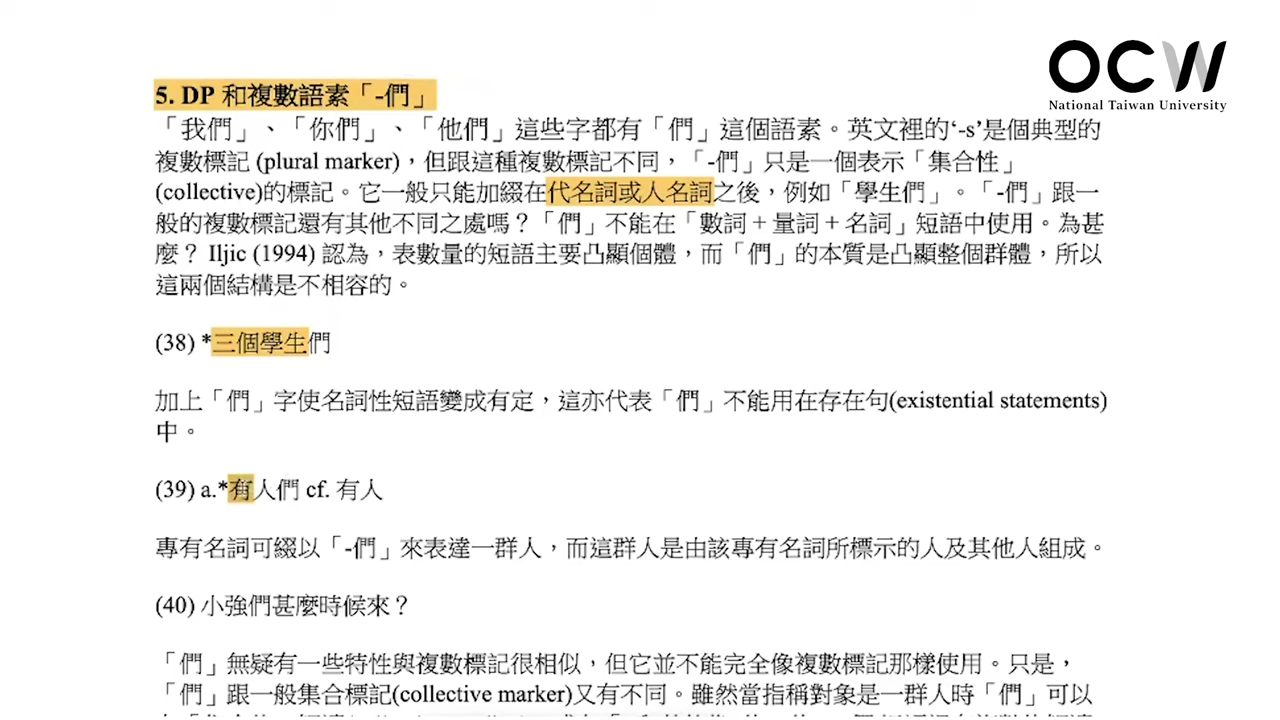 OCW
National Taiwan University
5. DP 和複數語素「-們」
「我們」、「你們」、「他們」這些字都有「們」這個語素。英文裡的‘-s’是個典型的
複數標記 (plural marker)，但跟這種複數標記不同，「-們」只是一個表示「集合性」
(collective)的標記。它一般只能加綴在代名詞或人名詞之後，例如「學生們」。「-們」跟一
般的複數標記還有其他不同之處嗎？「們」不能在「數詞 + 量詞 + 名詞」短語中使用。為甚
麼？ Iljic (1994) 認為，表數量的短語主要凸顯個體，而「們」的本質是凸顯整個群體，所以
這兩個結構是不相容的。
(38) *三個學生們
加上「們」字使名詞性短語變成有定，這亦代表「們」不能用在存在句(existential statements)
中。
(39) a.*有人們 cf. 有人
專有名詞可綴以「-們」來表達一群人，而這群人是由該專有名詞所標示的人及其他人組成。
(40) 小強們甚麼時候來？
「們」無疑有一些特性與複數標記很相似，但它並不能完全像複數標記那樣使用。只是，
「們」跟一般集合標記(collective marker)又有不同。雖然當指稱對象是一群人時「們」可以